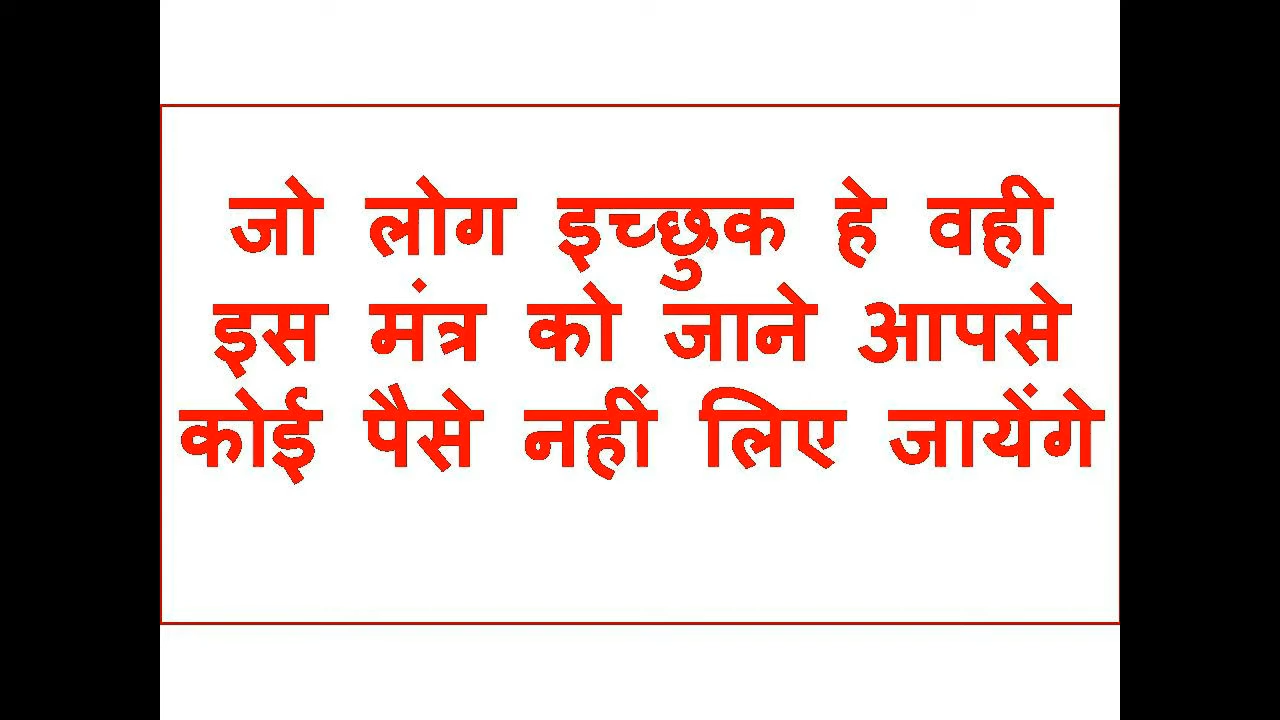 जो लोग इच्छुक हे वही
इस मंत्र को जाने आपसे
कोई पैसे नहीं लिए जायेंगे